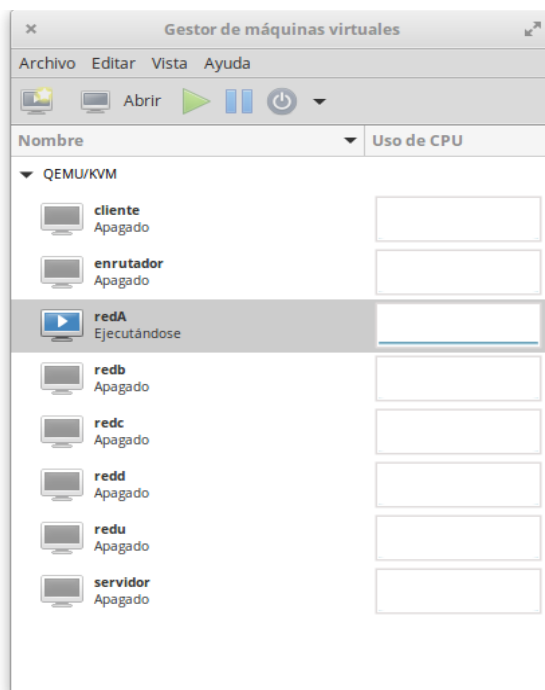 Gestor de máquinas virtuales
Archivo Editar Vista Ayuda
Abrir
Nombre Uso de CPU
QEMU/KVM
cliente
Apagado
enrutador
Apagado
redA
Ejecutándose
redb
Apagado
redc
Apagado
redd
Apagado
redu
Apagado
servidor
Apagado